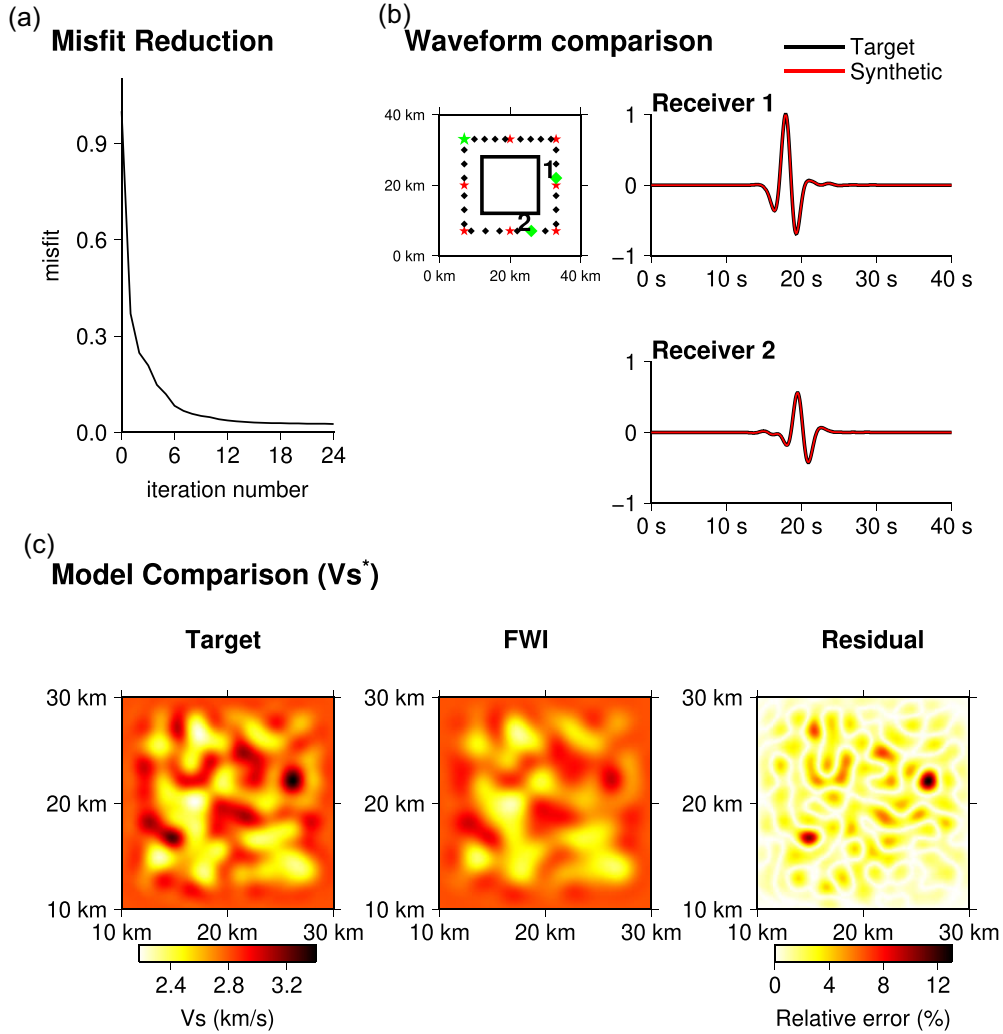 (a)
Misfit Reduction
0.9
0.6
0.3
0.0
misfit
0 6 12 18 24
iteration number
(b)
Waveform comparison
Target
Synthetic
40 km
20 km
0 km
0 km 20 km 40 km
1
2
Receiver 1
1
0
−1
0 s 10 s 20 s 30 s 40 s
Receiver 2
1
0
−1
0 s 10 s 20 s 30 s 40 s
(c)
Model Comparison (Vs*)
Target
30 km
20 km
10 km
10 km 20 km 30 km
2.4 2.8 3.2
Vs (km/s)
FWI
30 km
20 km
10 km
10 km 20 km 30 km
Residual
30 km
20 km
10 km
10 km 20 km 30 km
0 4 8 12
Relative error (%)